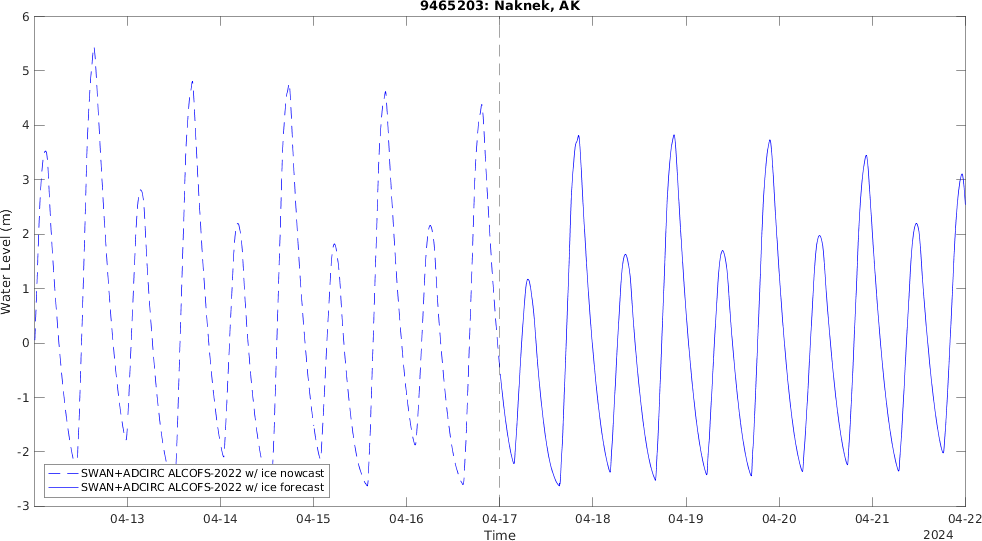 9465203: Naknek, AK
6
5
4
3
2
1
0
-1
-2
-3
Water Level (m)
SWAN+ADCIRC ALCOFS-2022 w/ ice nowcast
SWAN+ADCIRC ALCOFS-2022 w/ ice forecast
04-13 04-14 04-15 04-16 04-17 04-18 04-19 04-20 04-21 04-22
Time
2024